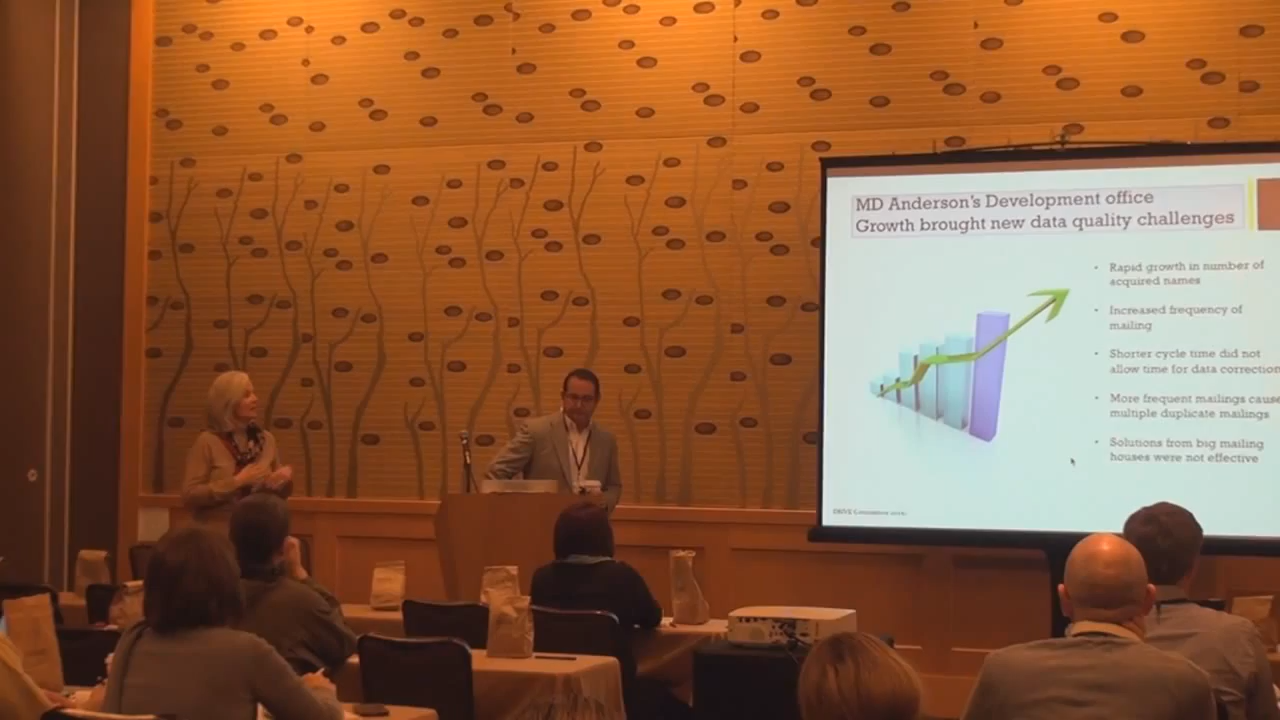 MD Anderson's Development office
Growth brought new data quality challenges
• Rapid growth in number of
acquired names
• Increased frequency of
mailing
• Shorter cycle time did not
allow time for data correction
• More frequent mailings cause
multiple duplicate mailings
• Solutions from big mailing
houses were not effective